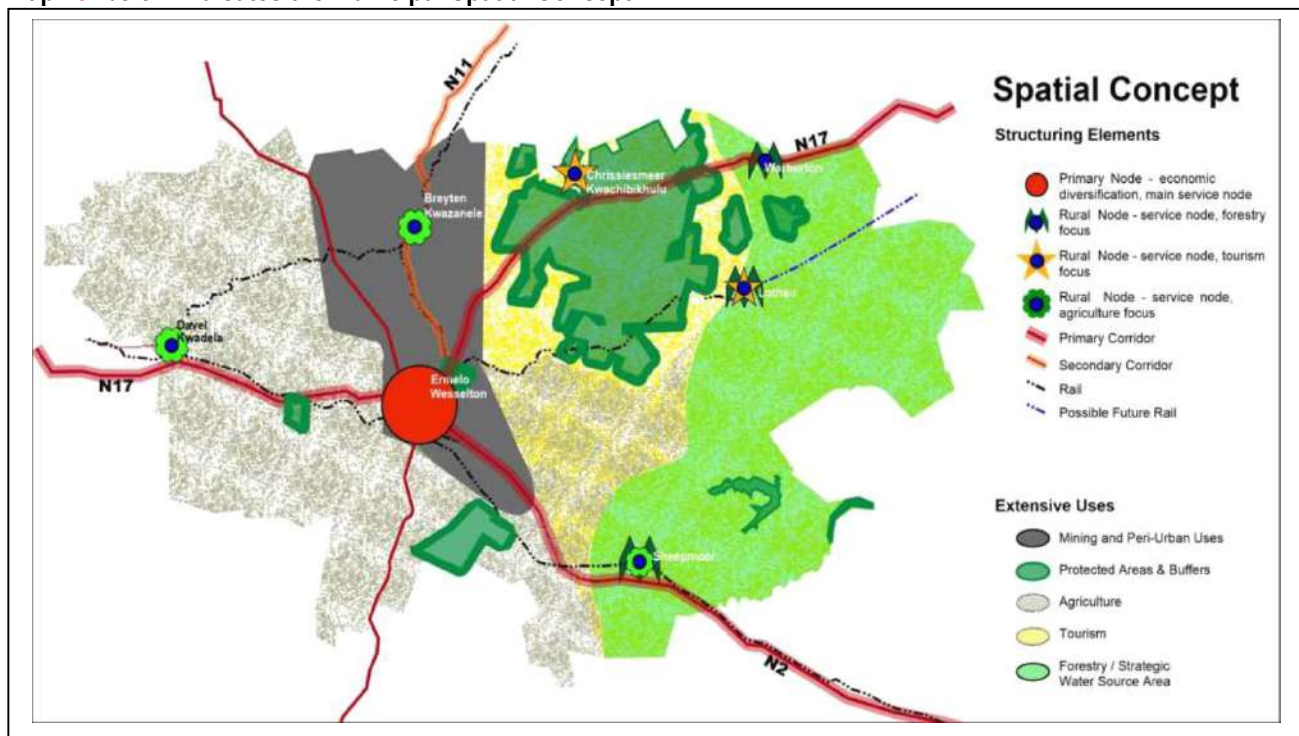 N11
N17
Warberton
Chrissiesmeer
Kwachibikhulu
Breyten
Kwazanele
Lothair
Davel
Kwadela
N17
Ermelo
Wesselton
Sheepmoor
N2
Spatial Concept
Structuring Elements
Primary Node - economic
diversification, main service node
Rural Node - service node, forestry
focus
Rural Node - service node, tourism
focus
Rural Node - service node,
agriculture focus
Primary Corridor
Secondary Corridor
Rail
Possible Future Rail
Extensive Uses
Mining and Peri-Urban Uses
Protected Areas & Buffers
Agriculture
Tourism
Forestry / Strategic
Water Source Area